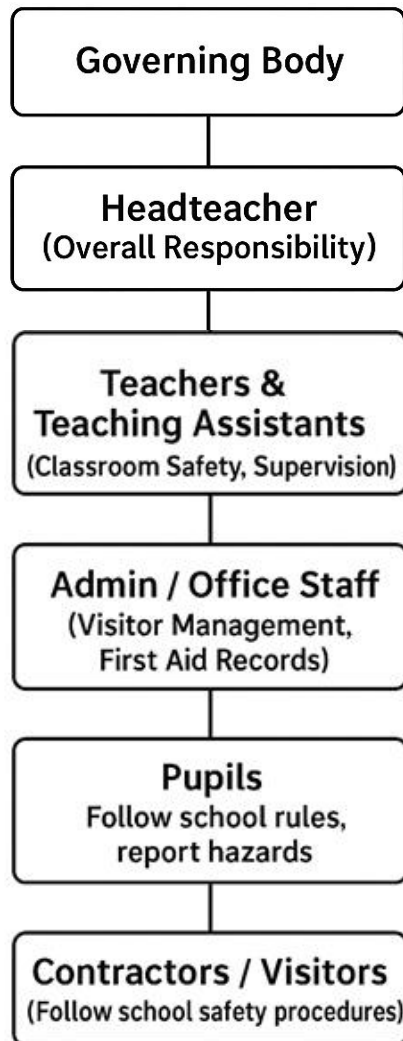 Governing Body
Headteacher
(Overall Responsibility)
Teachers &
Teaching Assistants
(Classroom Safety, Supervision)
Admin / Office Staff
(Visitor Management,
First Aid Records)
Pupils
Follow school rules,
report hazards
Contractors / Visitors
(Follow school safety procedures)